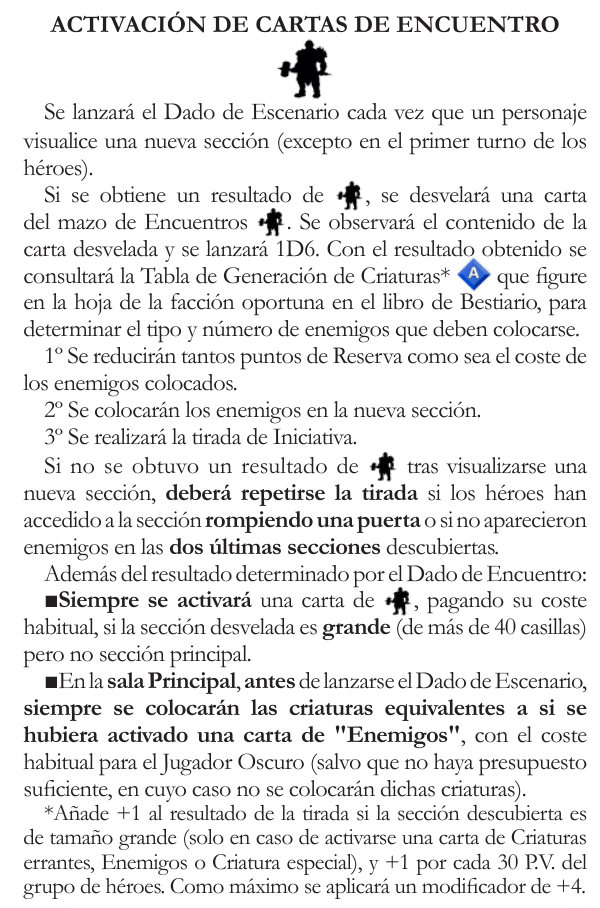 ACTIVACIÓN DE CARTAS DE ENCUENTRO
Se lanzará el Dado de Escenario cada vez que un personaje
visualice una nueva sección (excepto en el primer turno de los
héroes).
Si se obtiene un resultado de , se desvelará una carta
del mazo de Encuentros . Se observará el contenido de la
carta desvelada y se lanzará 1D6. Con el resultado obtenido se
consultará la Tabla de Generación de Criaturas* A que figure
en la hoja de la facción oportuna en el libro de Bestiario, para
determinar el tipo y número de enemigos que deben colocarse.
1º Se reducirán tantos puntos de Reserva como sea el coste de
los enemigos colocados.
2º Se colocarán los enemigos en la nueva sección.
3º Se realizará la tirada de Iniciativa.
Si no se obtuvo un resultado de tras visualizarse una
nueva sección, deberá repetirse la tirada si los héroes han
accedido a la sección rompiendo una puerta o si no aparecieron
enemigos en las dos últimas secciones descubiertas.
Además del resultado determinado por el Dado de Encuentro:
■Siempre se activará una carta de , pagando su coste
habitual, si la sección desvelada es grande (de más de 40 casillas)
pero no sección principal.
■En la sala Principal, antes de lanzarse el Dado de Escenario,
siempre se colocarán las criaturas equivalentes a si se
hubiera activado una carta de "Enemigos", con el coste
habitual para el Jugador Oscuro (salvo que no haya presupuesto
suficiente, en cuyo caso no se colocarán dichas criaturas).
*Añade +1 al resultado de la tirada si la sección descubierta es
de tamaño grande (solo en caso de activarse una carta de Criaturas
errantes, Enemigos o Criatura especial), y +1 por cada 30 P.V. del
grupo de héroes. Como máximo se aplicará un modificador de +4.